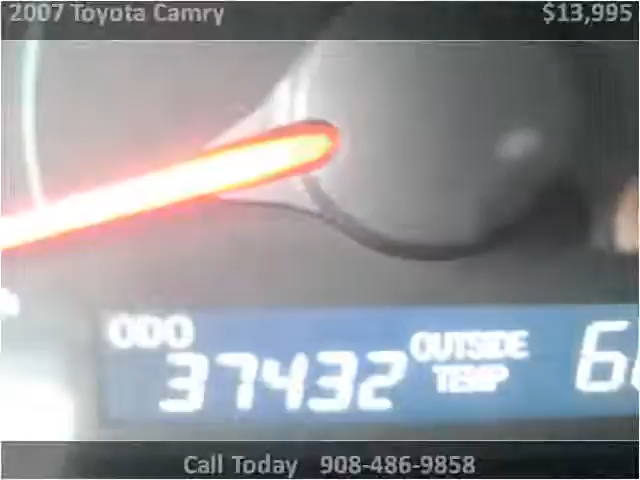 2007 Toyota Camry $13,995
ODO
37432
OUTSIDE
TEMP
Call Today 908-486-9858